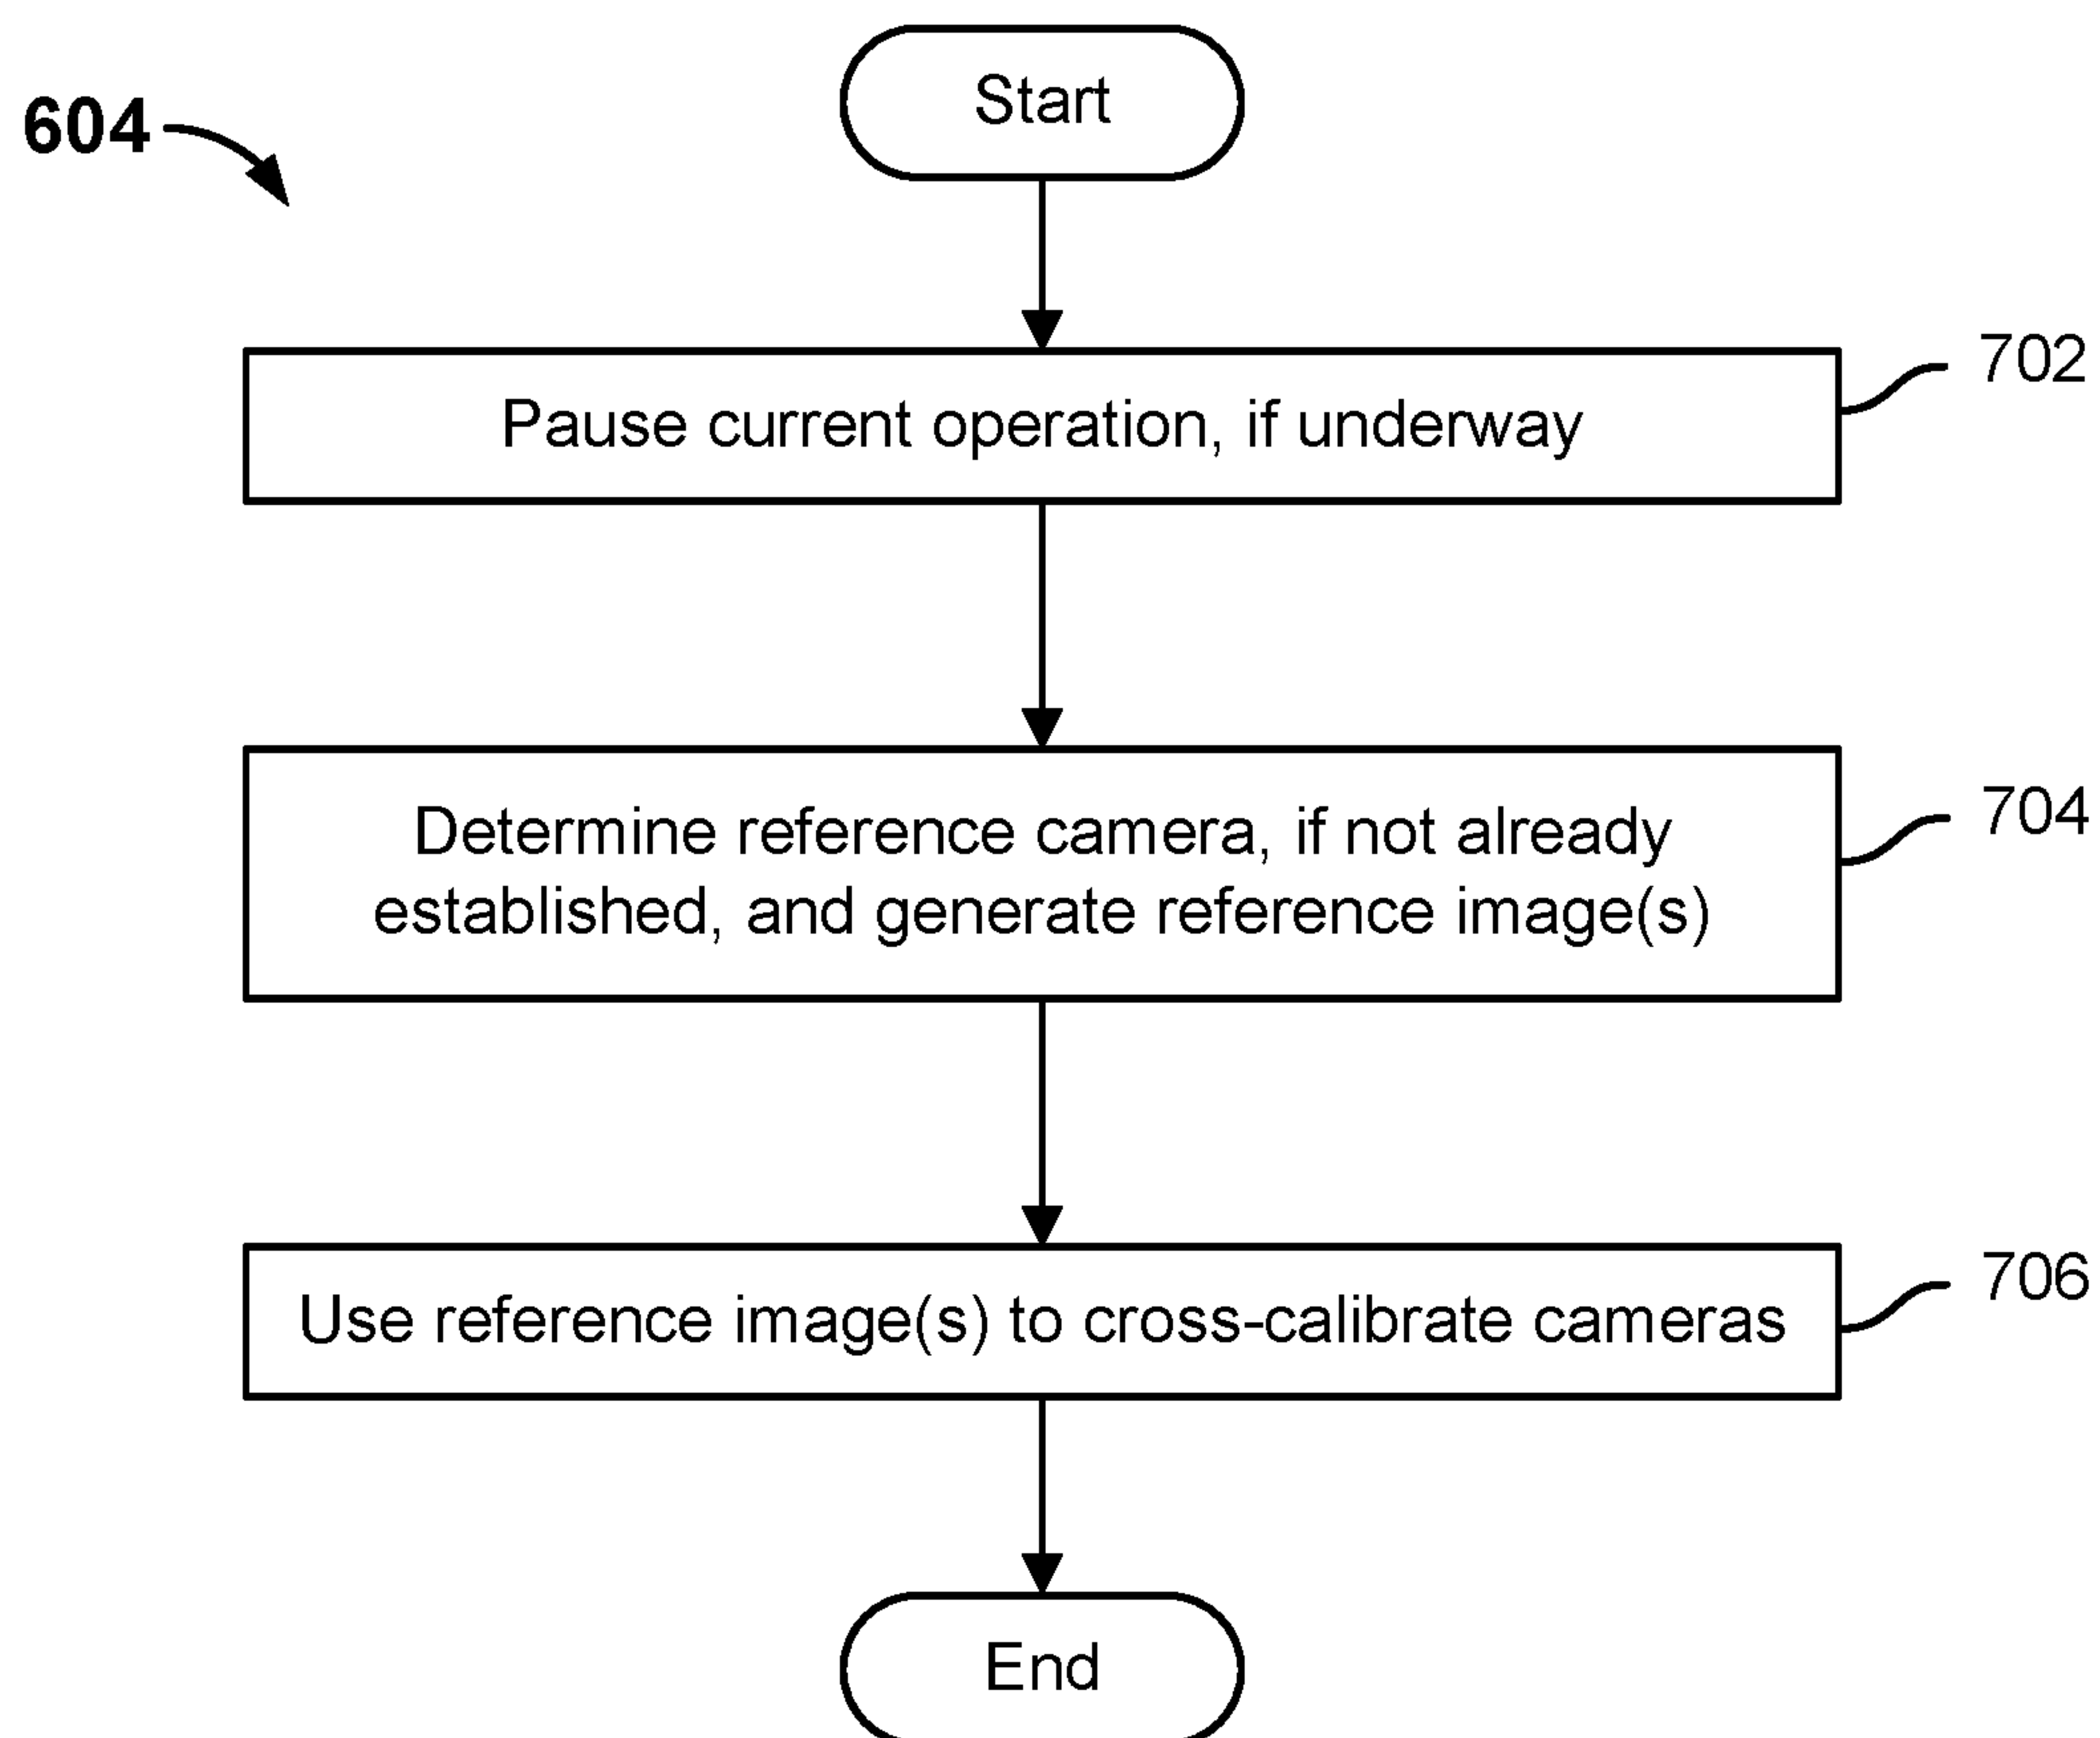 Start
604
702
Pause current operation, if underway
704
Determine reference camera, if not already
established, and generate reference image(s)
706
Use reference image(s) to cross-calibrate cameras
End